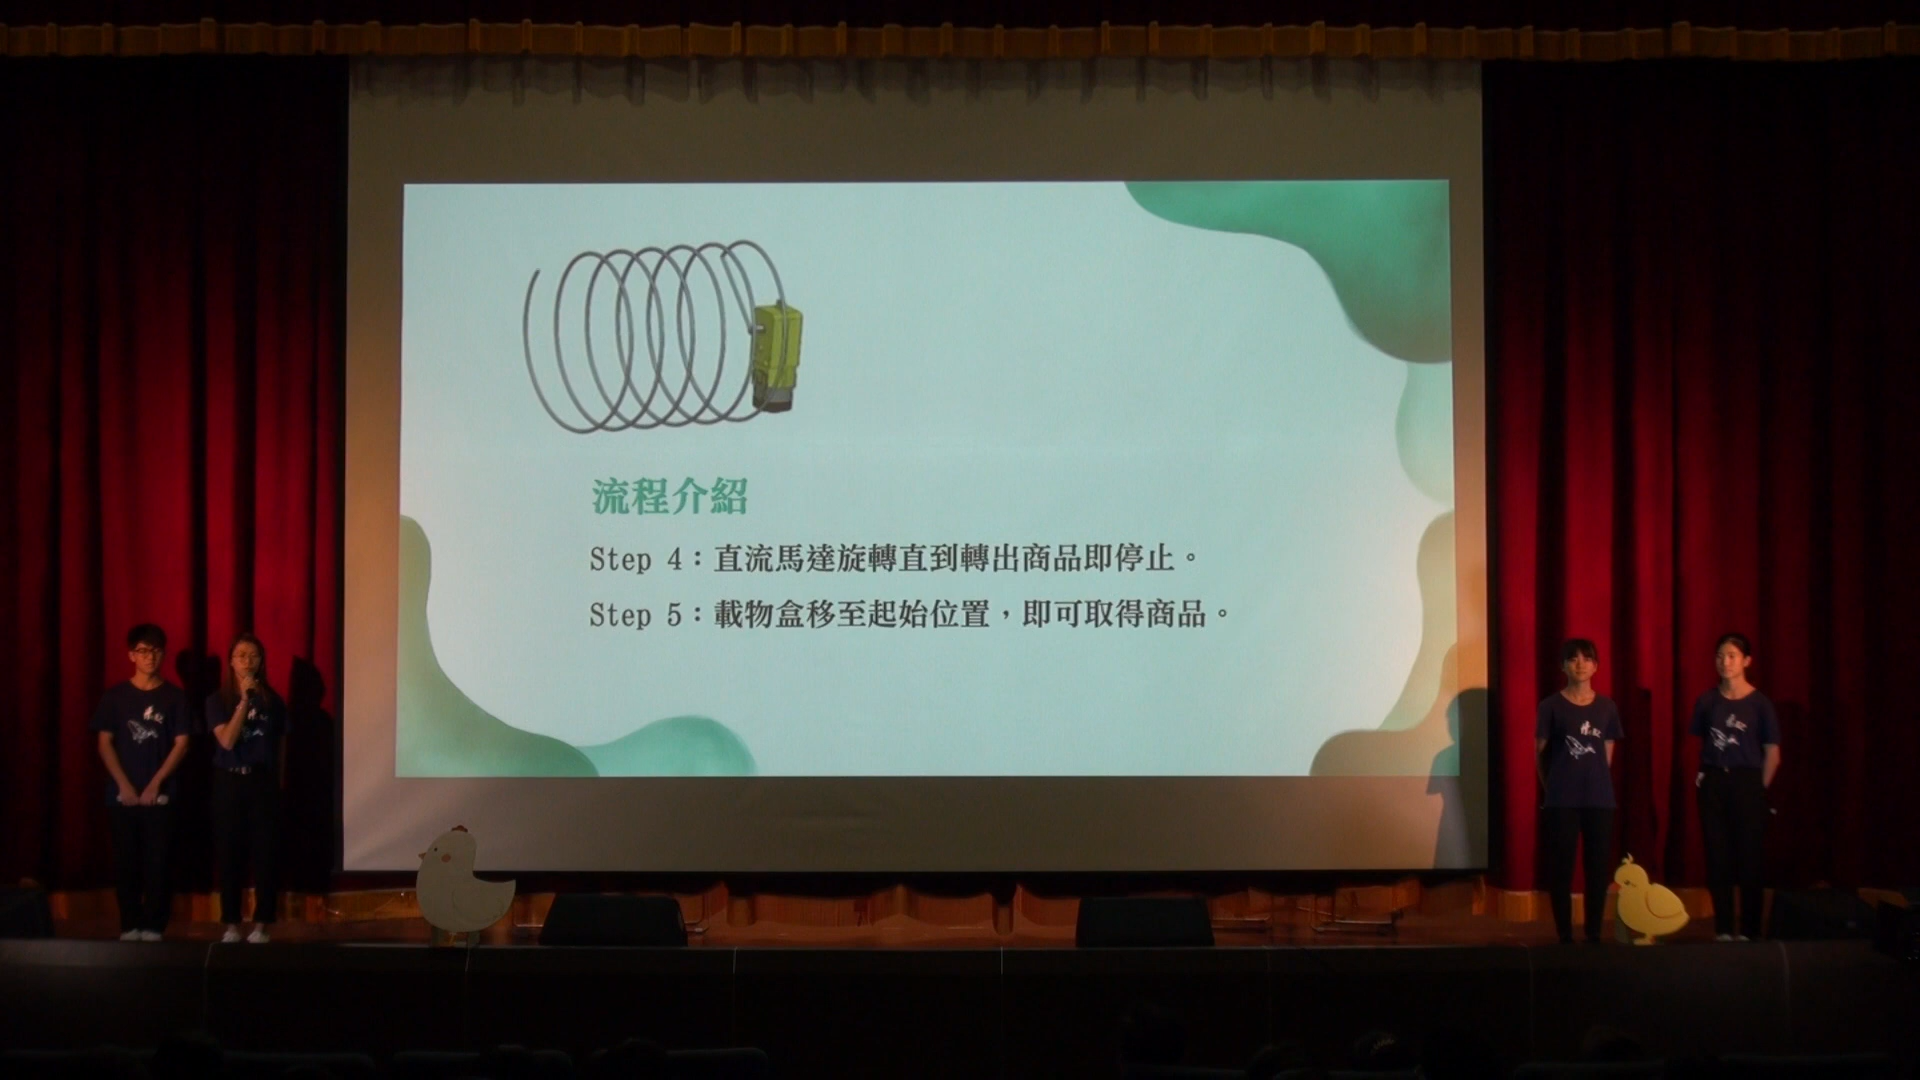 流程介紹
Step 4：直流馬達旋轉直到轉出商品即停止。
Step 5：載物盒移至起始位置，即可取得商品。